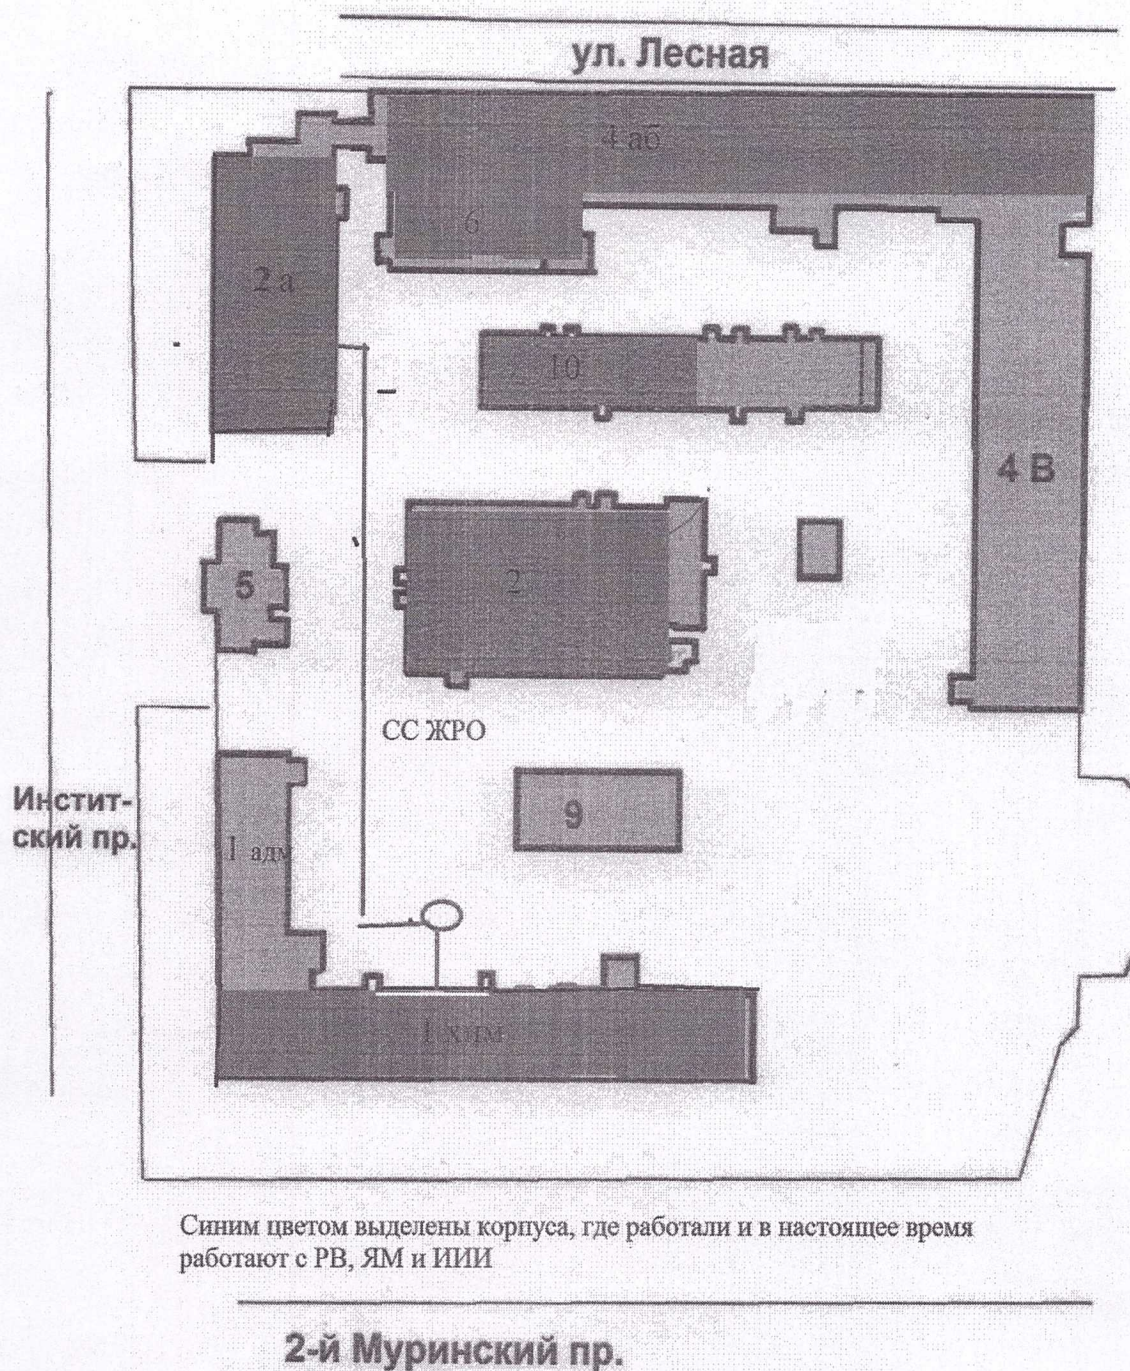 ул. Лесная
4 аб
6
2 а
10
4 В
2
5
СС ЖРО
Инстит-
ский пр.
9
1 адм
1 хим
Синим цветом выделены корпуса, где работали и в настоящее время
работают с РВ, ЯМ и ИИИ
2-й Муринский пр.